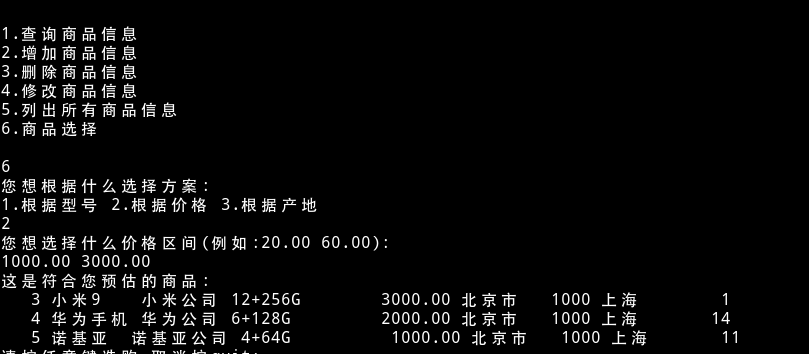 1.查询商品信息
2.增加商品信息
3.删除商品信息
4.修改商品信息
5.列出所有商品信息
6.商品选择
6
您想根据什么选择方案:
1.根据型号 2.根据价格 3.根据产地
2
您想选择什么价格区间(例如:20.00 60.00):
1000.00 3000.00
这是符合您预估的商品:
3 小米9 小米公司 12+256G 3000.00 北京市 1000 上海 1
4 华为手机 华为公司 6+128G 2000.00 北京市 1000 上海 14
5 诺基亚 诺基亚公司 4+64G 1000.00 北京市 1000 上海 11